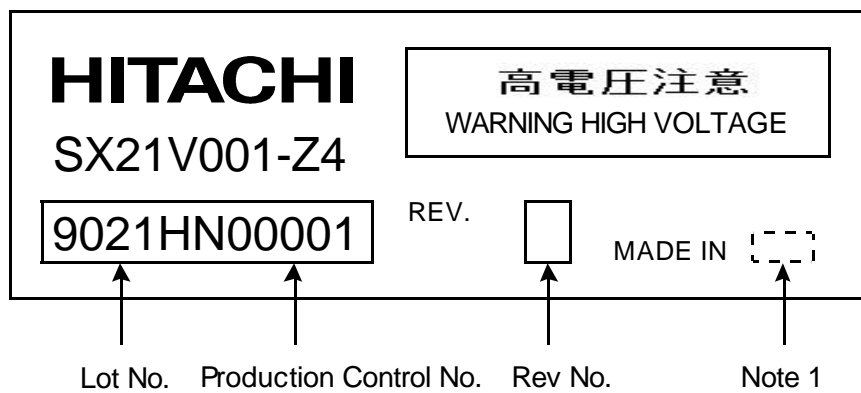 HITACHI
高電圧注意
WARNING HIGH VOLTAGE
SX21V001-Z4
9021HN00001
REV.
MADE IN
Lot No.
Production Control No.
Rev No.
Note 1